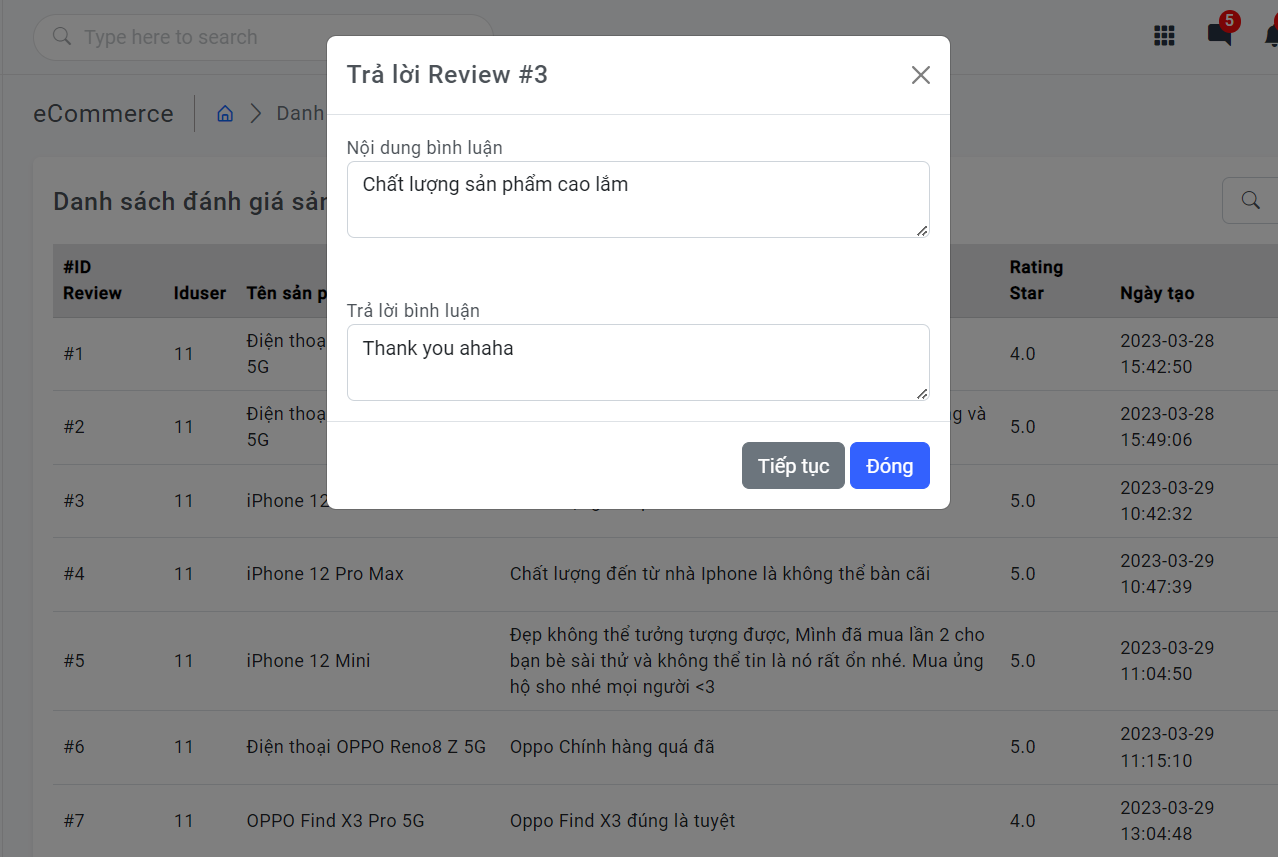 Type here to search
5
Trả lời Review #3
eCommerce
Danh
Nội dung bình luận
Chất lượng sản phẩm cao lắm
Danh sách đánh giá sản
#ID Review
Iduser
Tên sản p
Rating Star
Ngày tạo
Trả lời bình luận
Thank you ahaha
Tiếp tục
Đóng
#1
11
Điện thoạ
5G
4.0
2023-03-28
15:42:50
#2
11
Điện thoạ
5G
và
5.0
2023-03-28
15:49:06
#3
11
iPhone 12
5.0
2023-03-29
10:42:32
#4
11
iPhone 12 Pro Max
Chất lượng đến từ nhà Iphone là không thể bàn cãi
5.0
2023-03-29
10:47:39
#5
11
iPhone 12 Mini
Đẹp không thể tưởng tượng được, Mình đã mua lần 2 cho
bạn bè sài thử và không thể tin là nó rất ổn nhé. Mua ủng
hộ sho nhé mọi người <3
5.0
2023-03-29
11:04:50
#6
11
Điện thoại OPPO Reno8 Z 5G
Oppo Chính hàng quá đã
5.0
2023-03-29
11:15:10
#7
11
OPPO Find X3 Pro 5G
Oppo Find X3 đúng là tuyệt
4.0
2023-03-29
13:04:48